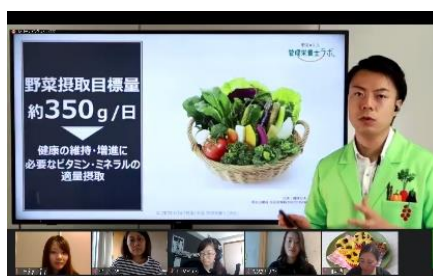 野菜摂取目標量
約350g/日
健康の維持・増進に
必要なビタミン・ミネラルの
適量摂取
管理栄養士ラボ